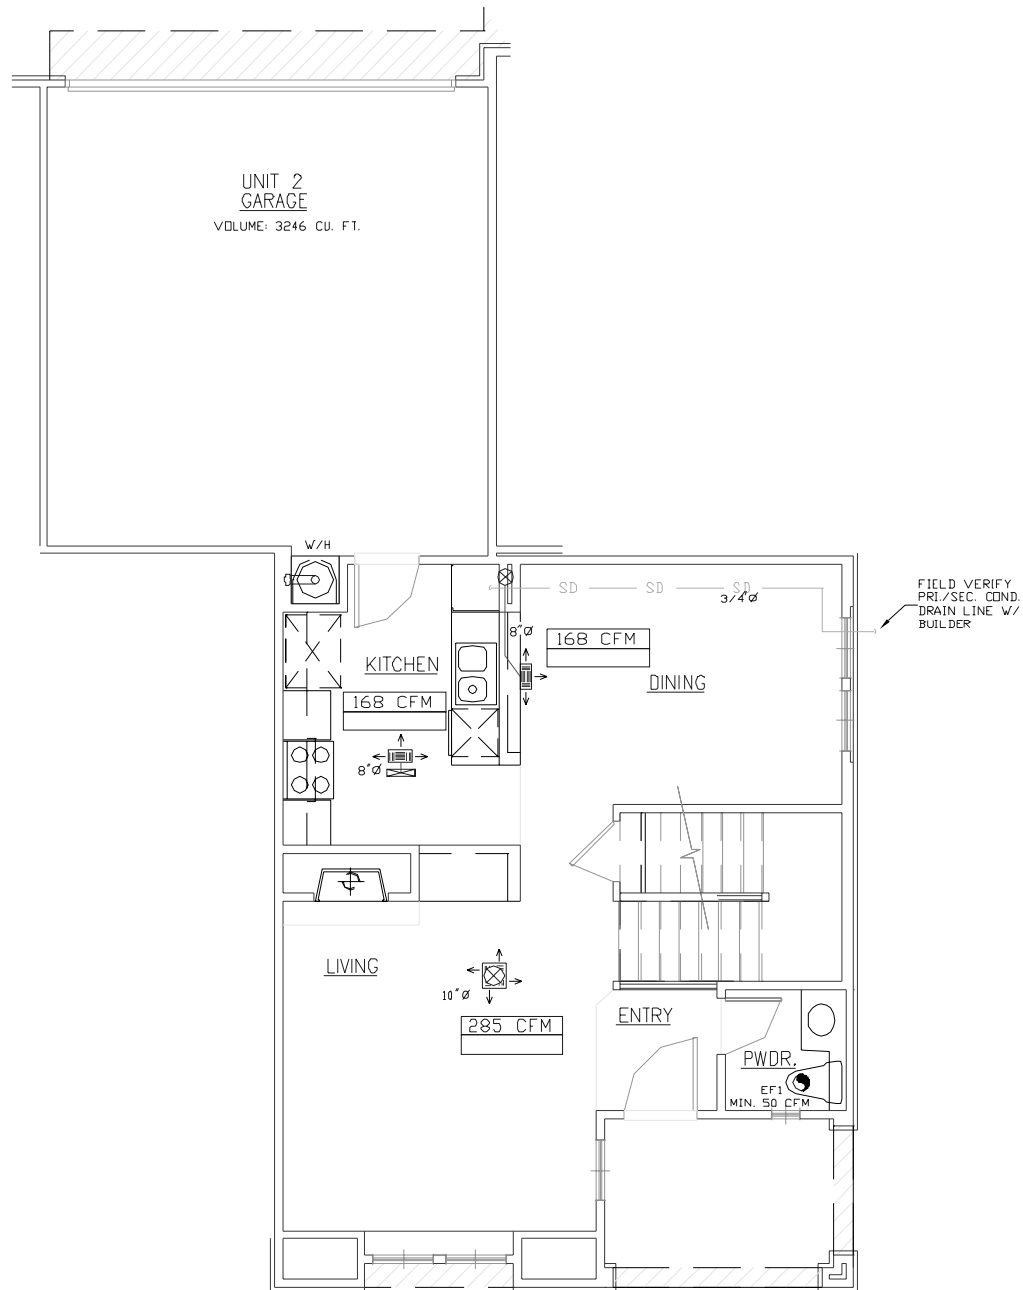 UNIT 2
GARAGE
VOLUME: 3246 CU. FT.
W/H
SD SD SD
3/4"Ø
FIELD VERIFY
PRI./SEC. COND.
DRAIN LINE W/
BUILDER
8"Ø
168 CFM
KITCHEN
DINING
168 CFM
8"Ø
LIVING
10"Ø
285 CFM
ENTRY
PWDR.
EF1
MIN. 50 CFM